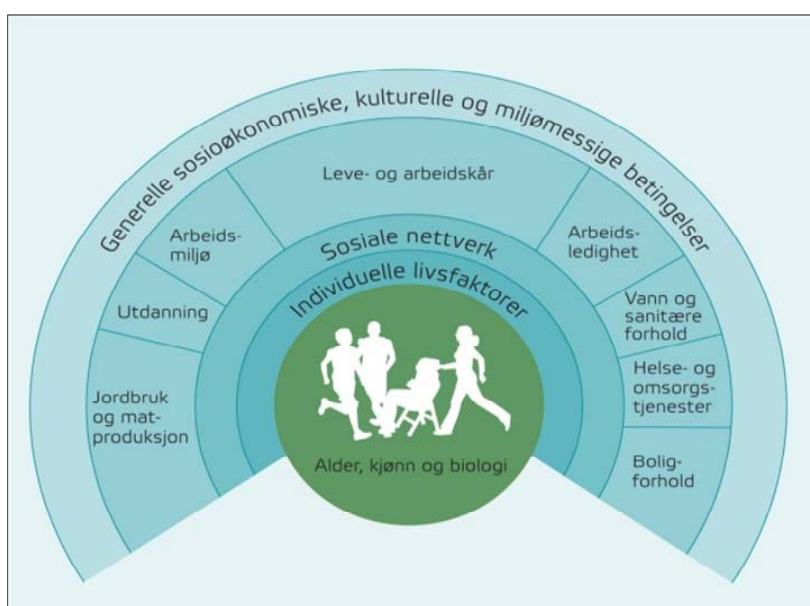 Generelle sosioøkonomiske, kulturelle og miljømessige betingelser
Leve- og arbeidskår
Arbeids-
miljø
Arbeids-
ledighet
Sosiale nettverk
Individuelle livsfaktorer
Utdanning
Vann og
sanitære
forhold
Jordbruk
og mat-
produksjon
Helse- og
omsorgs-
tjenester
Bolig-
forhold
Alder, kjønn og biologi